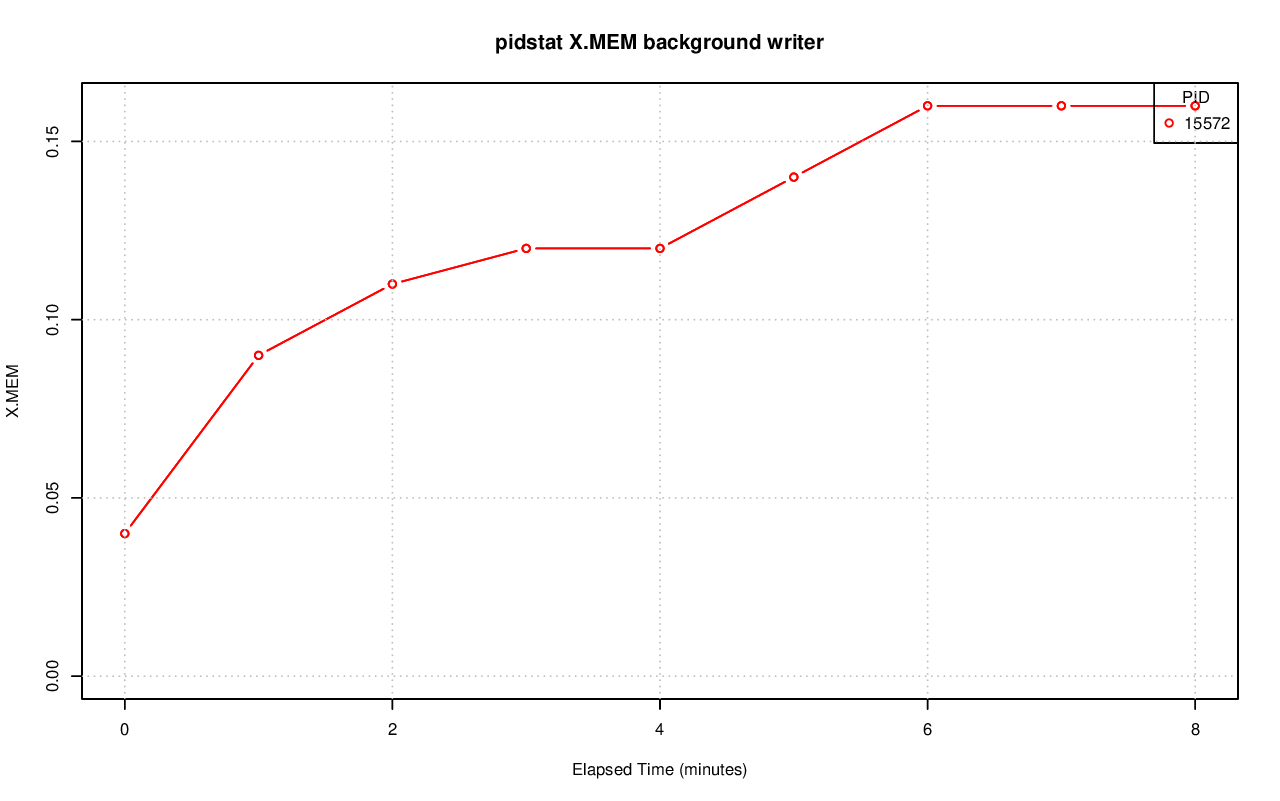 pidstat X.MEM background writer
PID
15572
X.MEM
0.15
0.10
0.05
0.00
0 2 4 6 8
Elapsed Time (minutes)